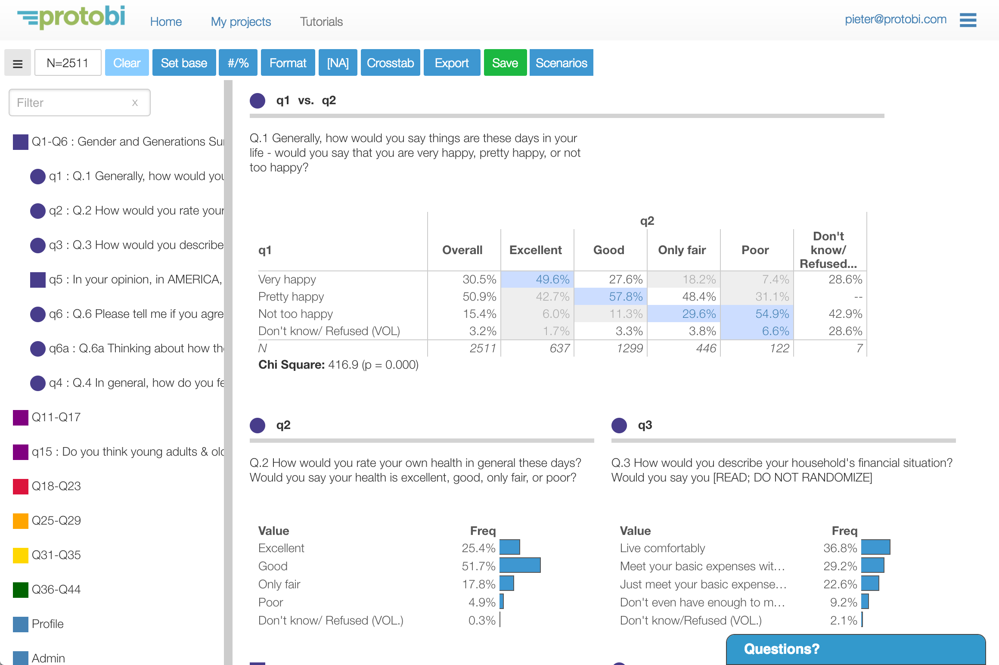 protobi Home My projects Tutorials pieter@protobi.com
N=2511 Clear Set base #/% Format [NA] Crosstab Export Save Scenarios
Filter x
Q1-Q6 : Gender and Generations Su
q1 : Q.1 Generally, how would you
q2 : Q.2 How would you rate your
q3 : Q.3 How would you describe
q5 : In your opinion, in AMERICA,
q6 : Q.6 Please tell me if you agre
q6a : Q.6a Thinking about how th
q4 : Q.4 In general, how do you fe
Q11-Q17
q15 : Do you think young adults & old
Q18-Q23
Q25-Q29
Q31-Q35
Q36-Q44
Profile
Admin
q1 vs. q2
Q.1 Generally, how would you say things are these days in your
life - would you say that you are very happy, pretty happy, or not
too happy?
q2
q1 Overall Excellent Good Only fair Poor Don't know/ Refused...
Very happy 30.5% 49.6% 27.6% 18.2% 7.4% 28.6%
Pretty happy 50.9% 42.7% 57.8% 48.4% 31.1% --
Not too happy 15.4% 6.0% 11.3% 29.6% 54.9% 42.9%
Don't know/ Refused (VOL) 3.2% 1.7% 3.3% 3.8% 6.6% 28.6%
N 2511 637 1299 446 122 7
Chi Square: 416.9 (p = 0.000)
q2
Q.2 How would you rate your own health in general these days?
Would you say your health is excellent, good, only fair, or poor?
Value Freq
Excellent 25.4%
Good 51.7%
Only fair 17.8%
Poor 4.9%
Don't know/ Refused (VOL.) 0.3%
q3
Q.3 How would you describe your household's financial situation?
Would you say you [READ; DO NOT RANDOMIZE]
Value Freq
Live comfortably 36.8%
Meet your basic expenses wit... 29.2%
Just meet your basic expense... 22.6%
Don't even have enough to m... 9.2%
Don't know/Refused (VOL.) 2.1%
Questions?